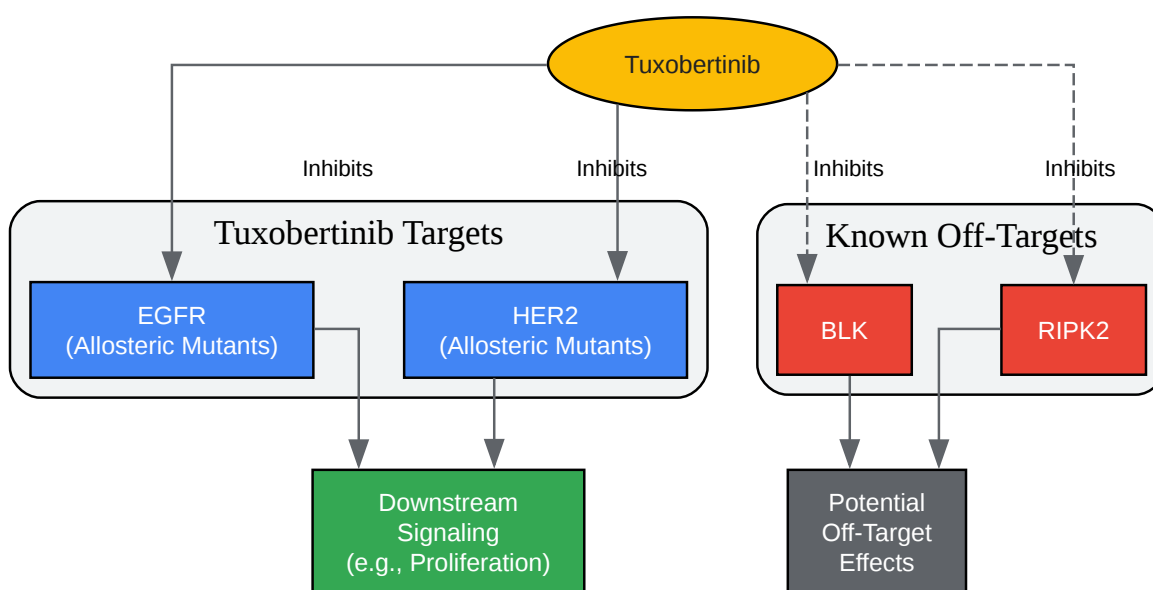 Tuxobertinib
Inhibits
Inhibits
Inhibits
Inhibits
Tuxobertinib Targets
Known Off-Targets
EGFR
(Allosteric Mutants)
HER2
(Allosteric Mutants)
BLK
RIPK2
Downstream
Signaling
(e.g., Proliferation)
Potential
Off-Target
Effects